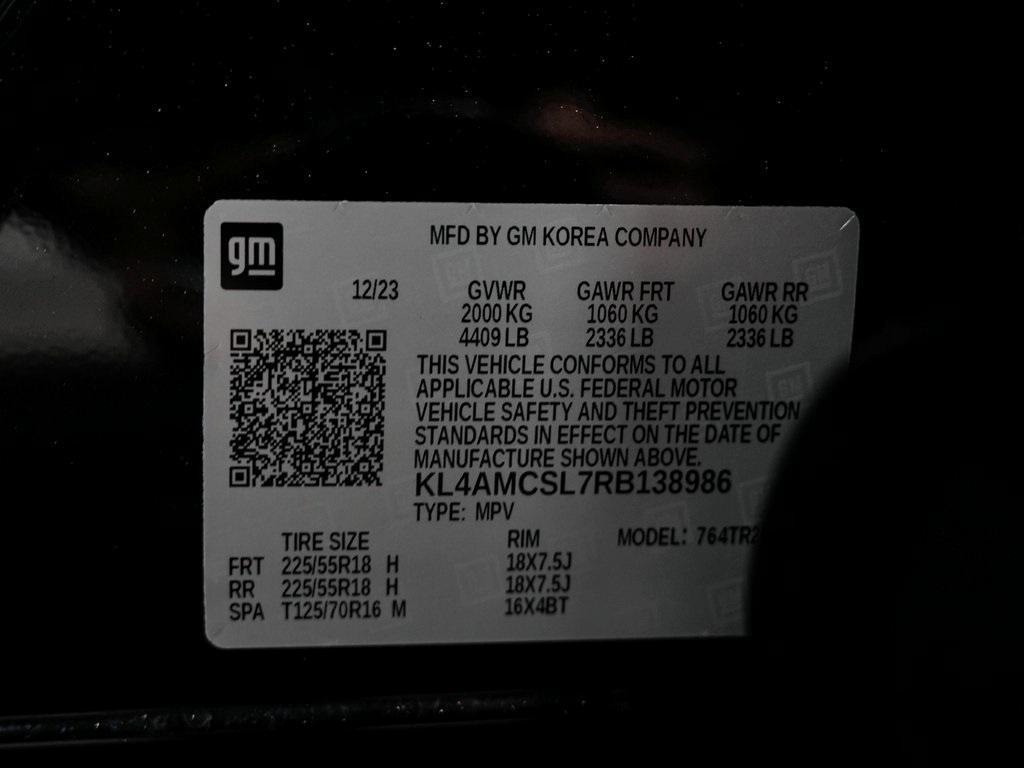 gm
MFD BY GM KOREA COMPANY
12/23 GVWR GAWR FRT GAWR RR
2000 KG 1060 KG 1060 KG
4409 LB 2336 LB 2336 LB
THIS VEHICLE CONFORMS TO ALL
APPLICABLE U.S. FEDERAL MOTOR
VEHICLE SAFETY AND THEFT PREVENTION
STANDARDS IN EFFECT ON THE DATE OF
MANUFACTURE SHOWN ABOVE.
KL4AMCSL7RB138986
TYPE: MPV
TIRE SIZE RIM MODEL: 764TR2
FRT 225/55R18 H 18X7.5J
RR 225/55R18 H 18X7.5J
SPA T125/70R16 M 16X4BT